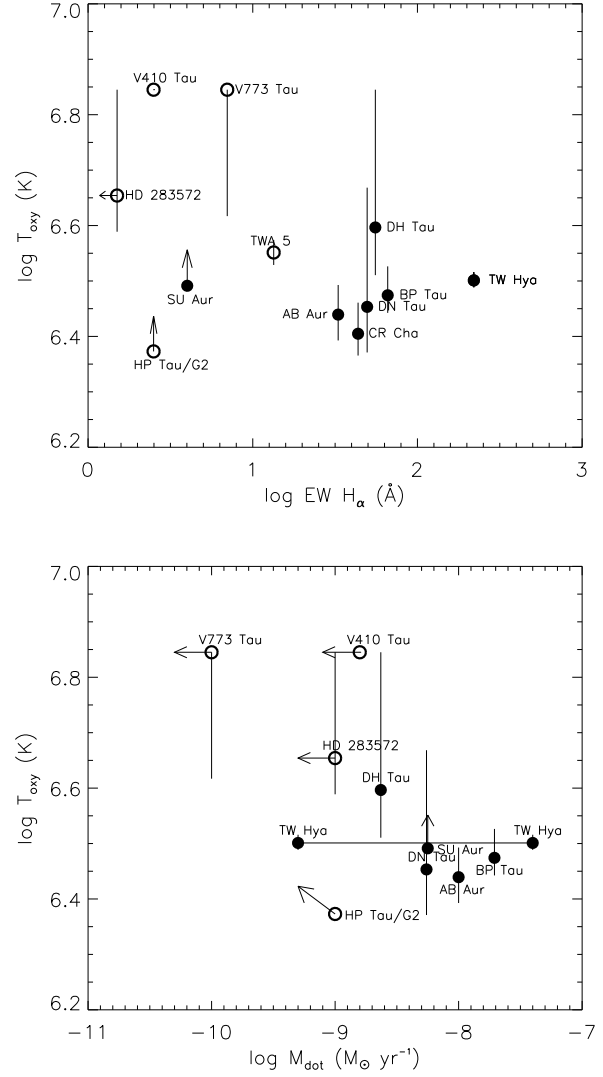 7.0
V410 Tau
V773 Tau
6.8
HD 283572
6.6
DH Tau
TWA 5
TW Hya
SU Aur
BP Tau
DN Tau
AB Aur
CR Cha
6.4
HP Tau/G2
6.2
0 1 2 3
log T_oxy (K)
log EW H_α (Å)
7.0
V773 Tau V410 Tau
6.8
HD 283572
DH Tau
6.6
TW Hya TW Hya
SU Aur
DN Tau
BP Tau
AB Aur
6.4
HP Tau/G2
6.2
−11 −10 −9 −8 −7
log T_oxy (K)
log M_dot (M_⊙ yr⁻¹)